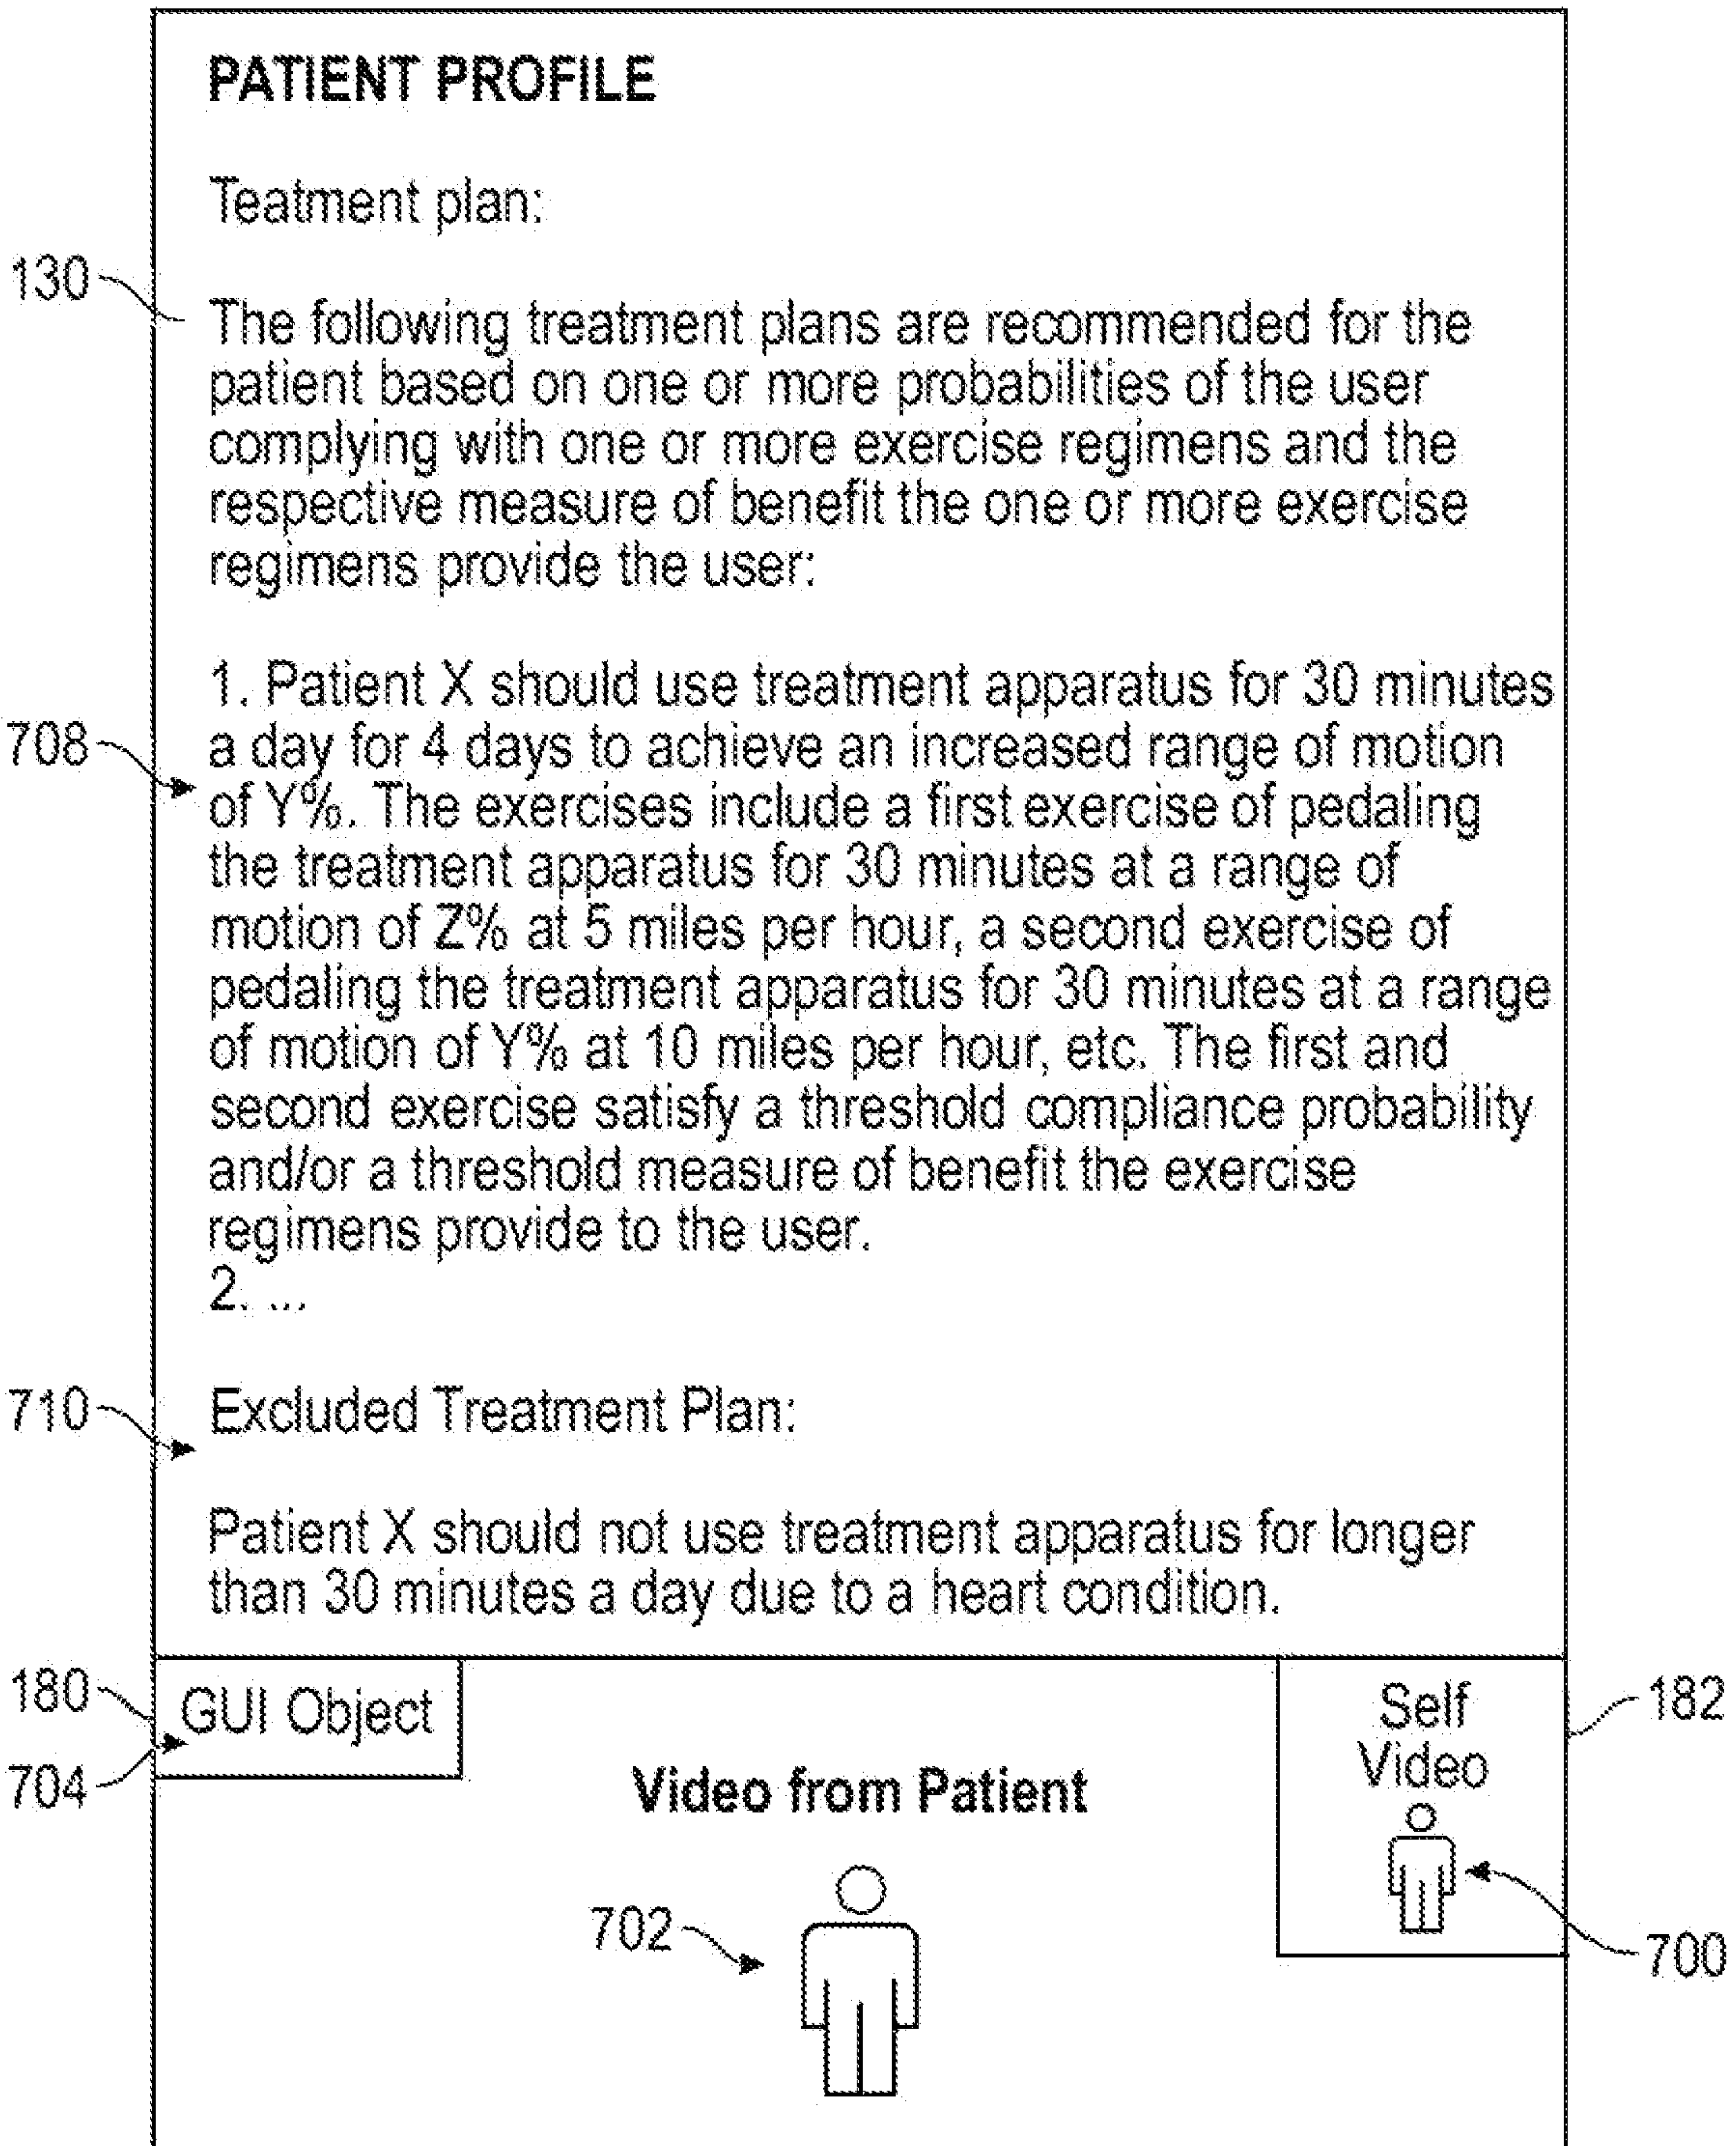 PATIENT PROFILE
Teatment plan:
130
The following treatment plans are recommended for the
patient based on one or more probabilities of the user
complying with one or more exercise regimens and the
respective measure of benefit the one or more exercise
regimens provide the user:
1. Patient X should use treatment apparatus for 30 minutes
708
a day for 4 days to achieve an increased range of motion
of Y%. The exercises include a first exercise of pedaling
the treatment apparatus for 30 minutes at a range of
motion of Z% at 5 miles per hour, a second exercise of
pedaling the treatment apparatus for 30 minutes at a range
of motion of Y% at 10 miles per hour, etc. The first and
second exercise satisfy a threshold compliance probability
and/or a threshold measure of benefit the exercise
regimens provide to the user.
2. ...
710
Excluded Treatment Plan:
Patient X should not use treatment apparatus for longer
than 30 minutes a day due to a heart condition.
180
GUI Object
704
Self
Video
182
Video from Patient
702
700